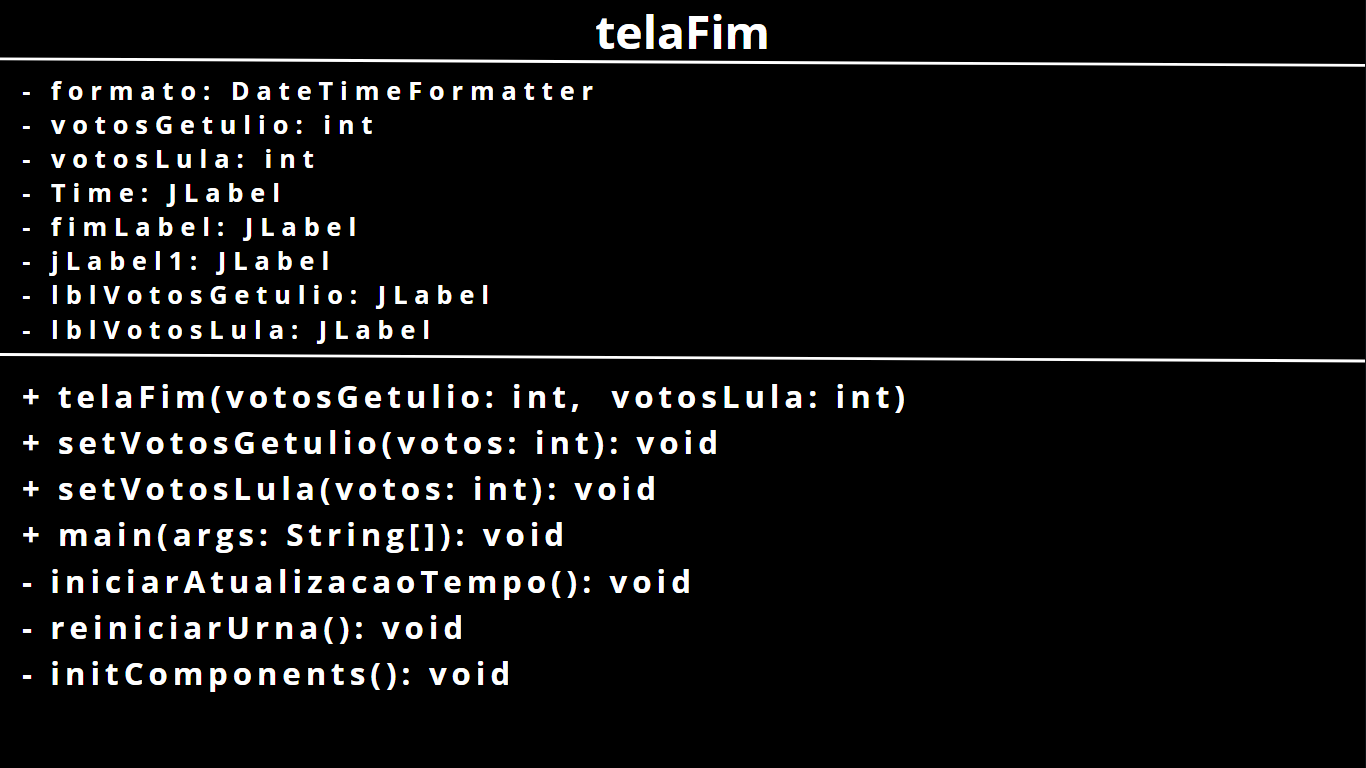 telaFim
- formato: DateTimeFormatter
- votosGetulio: int
- votosLula: int
- Time: JLabel
- fimLabel: JLabel
- jLabel1: JLabel
- lblVotosGetulio: JLabel
- lblVotosLula: JLabel
+ telaFim(votosGetulio: int, votosLula: int)
+ setVotosGetulio(votos: int): void
+ setVotosLula(votos: int): void
+ main(args: String[]): void
- iniciarAtualizacaoTempo(): void
- reiniciarUrna(): void
- initComponents(): void